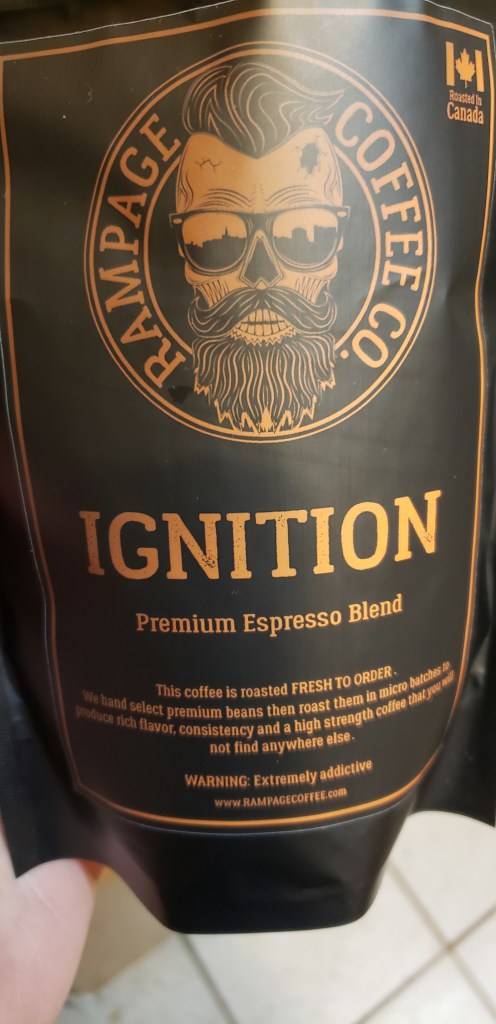 RAMPAGE COFFEE CO.
Roasted In
Canada
IGNITION
Premium Espresso Blend
This coffee is roasted FRESH TO ORDER.
We hand select premium beans then roast them in micro batches to
produce rich flavor, consistency and a high strength coffee that you will
not find anywhere else.
WARNING: Extremely addictive
www.RAMPAGECOFFEE.com